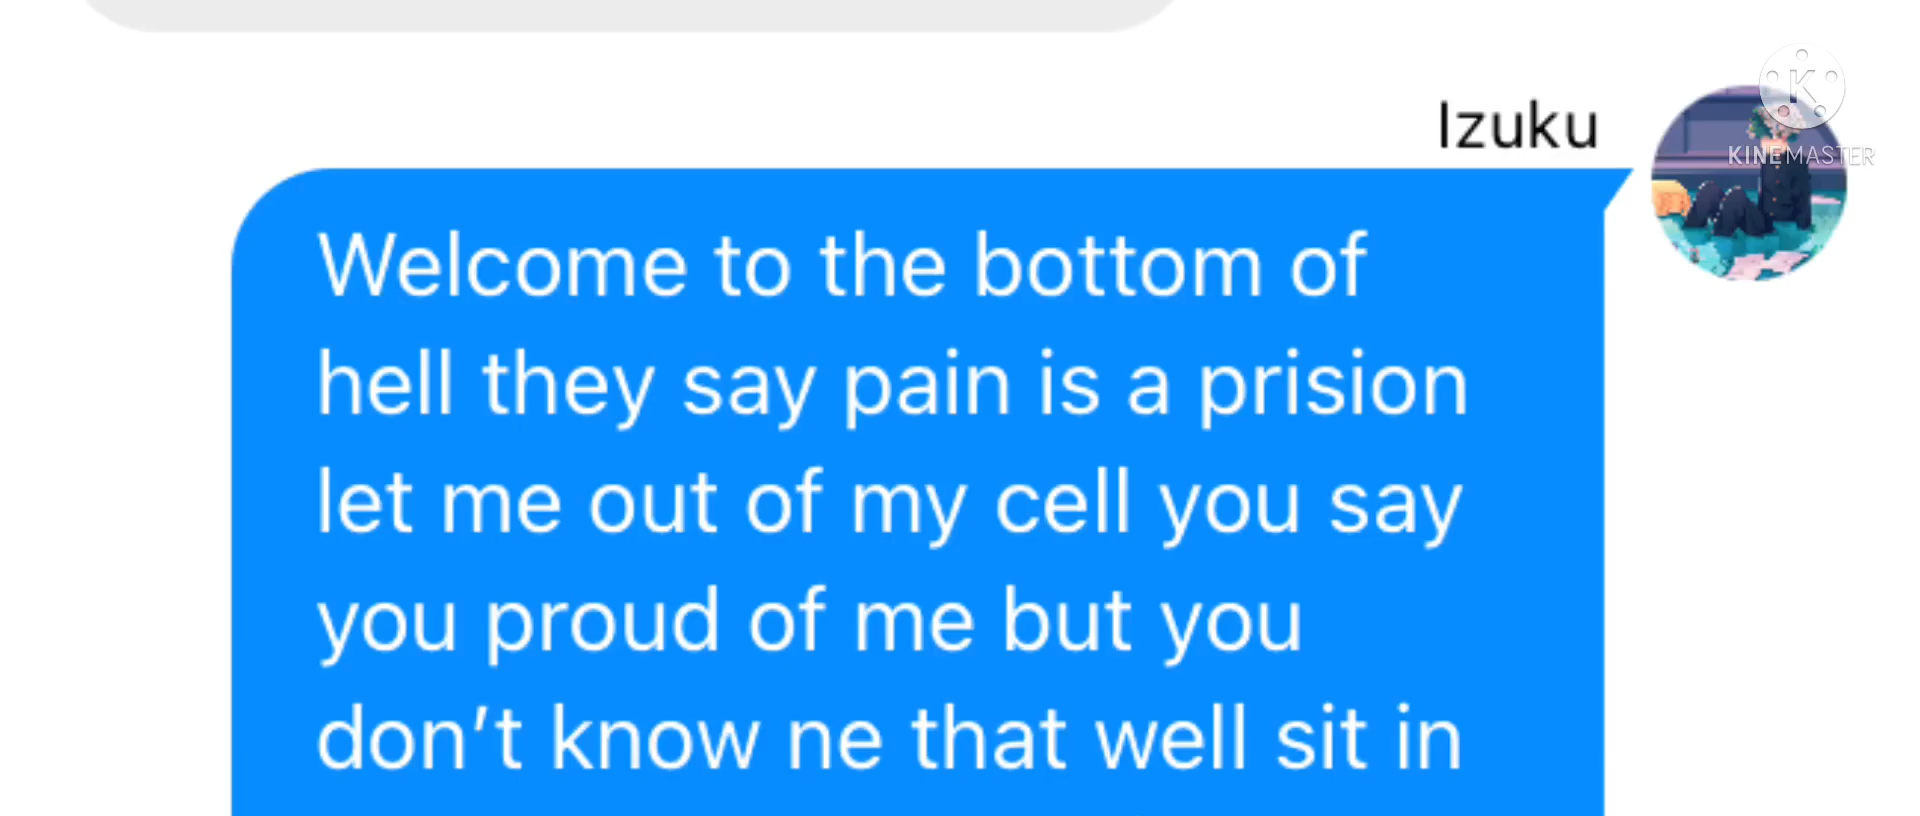 Izuku
K
KINEMASTER
Welcome to the bottom of
hell they say pain is a prision
let me out of my cell you say
you proud of me but you
don’t know ne that well sit in